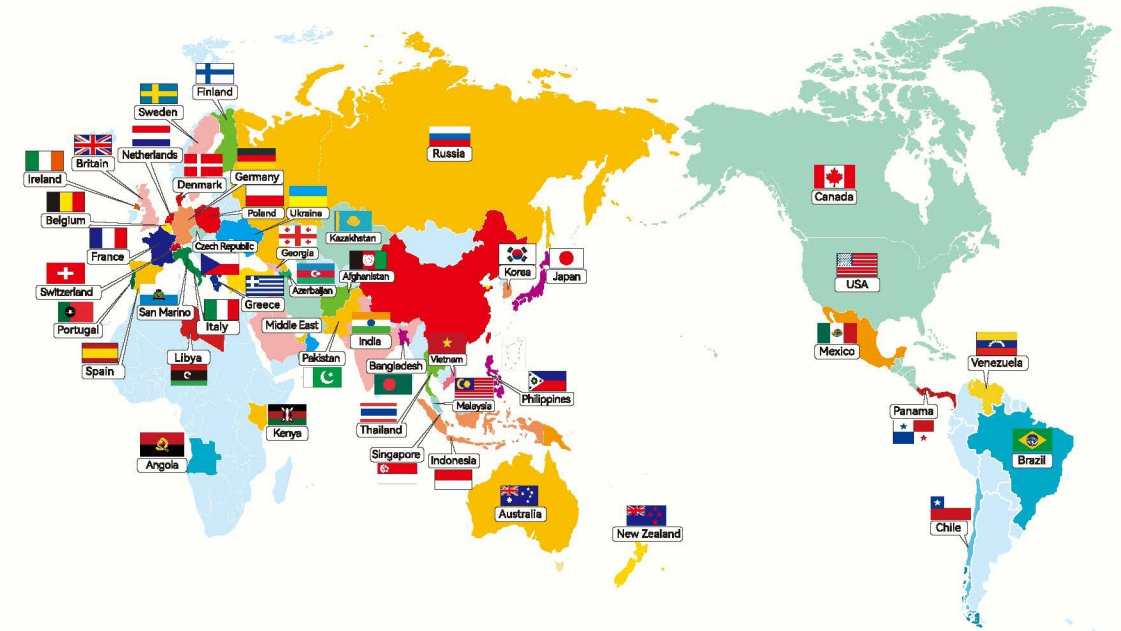 Finland
Sweden
Netherlands
Britain
Ireland
Denmark
Germany
Russia
Belgium
Poland
Ukraine
France
Czech Republic
Georgia
Kazakhstan
Switzerland
Azerbaijan
Afghanistan
Korea
Japan
San Marino
Greece
Portugal
Italy
Middle East
India
Spain
Libya
Pakistan
Bangladesh
Vietnam
Philippines
Malaysia
Thailand
Kenya
Singapore
Indonesia
Angola
Australia
New Zealand
Canada
USA
Mexico
Venezuela
Panama
Brazil
Chile